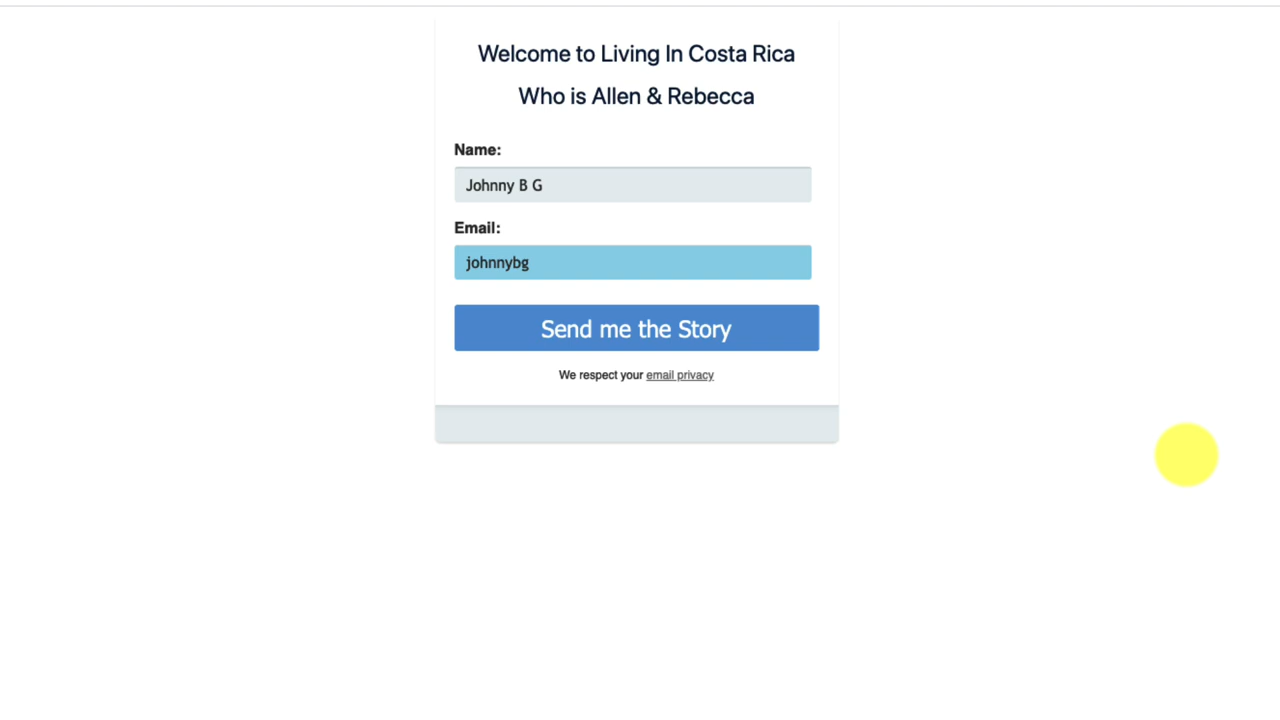 Welcome to Living In Costa Rica
Who is Allen & Rebecca
Name:
Johnny B G
Email:
johnnybg
Send me the Story
We respect your email privacy